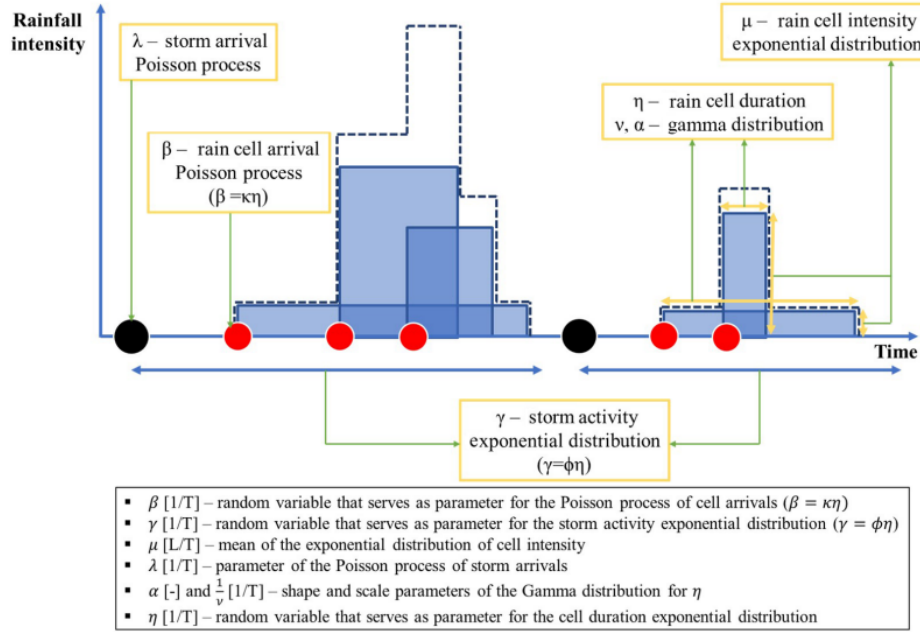 Rainfall
intensity
λ – storm arrival
Poisson process
β – rain cell arrival
Poisson process
(β =κη)
μ – rain cell intensity
exponential distribution
η – rain cell duration
ν, α – gamma distribution
Time
γ – storm activity
exponential distribution
(γ=ϕη)
▪ β [1/T] – random variable that serves as parameter for the Poisson process of cell arrivals (β = κη)
▪ γ [1/T] – random variable that serves as parameter for the storm activity exponential distribution (γ = ϕη)
▪ μ [L/T] – mean of the exponential distribution of cell intensity
▪ λ [1/T] – parameter of the Poisson process of storm arrivals
▪ α [-] and 1/ν [1/T] – shape and scale parameters of the Gamma distribution for η
▪ η [1/T] – random variable that serves as parameter for the cell duration exponential distribution